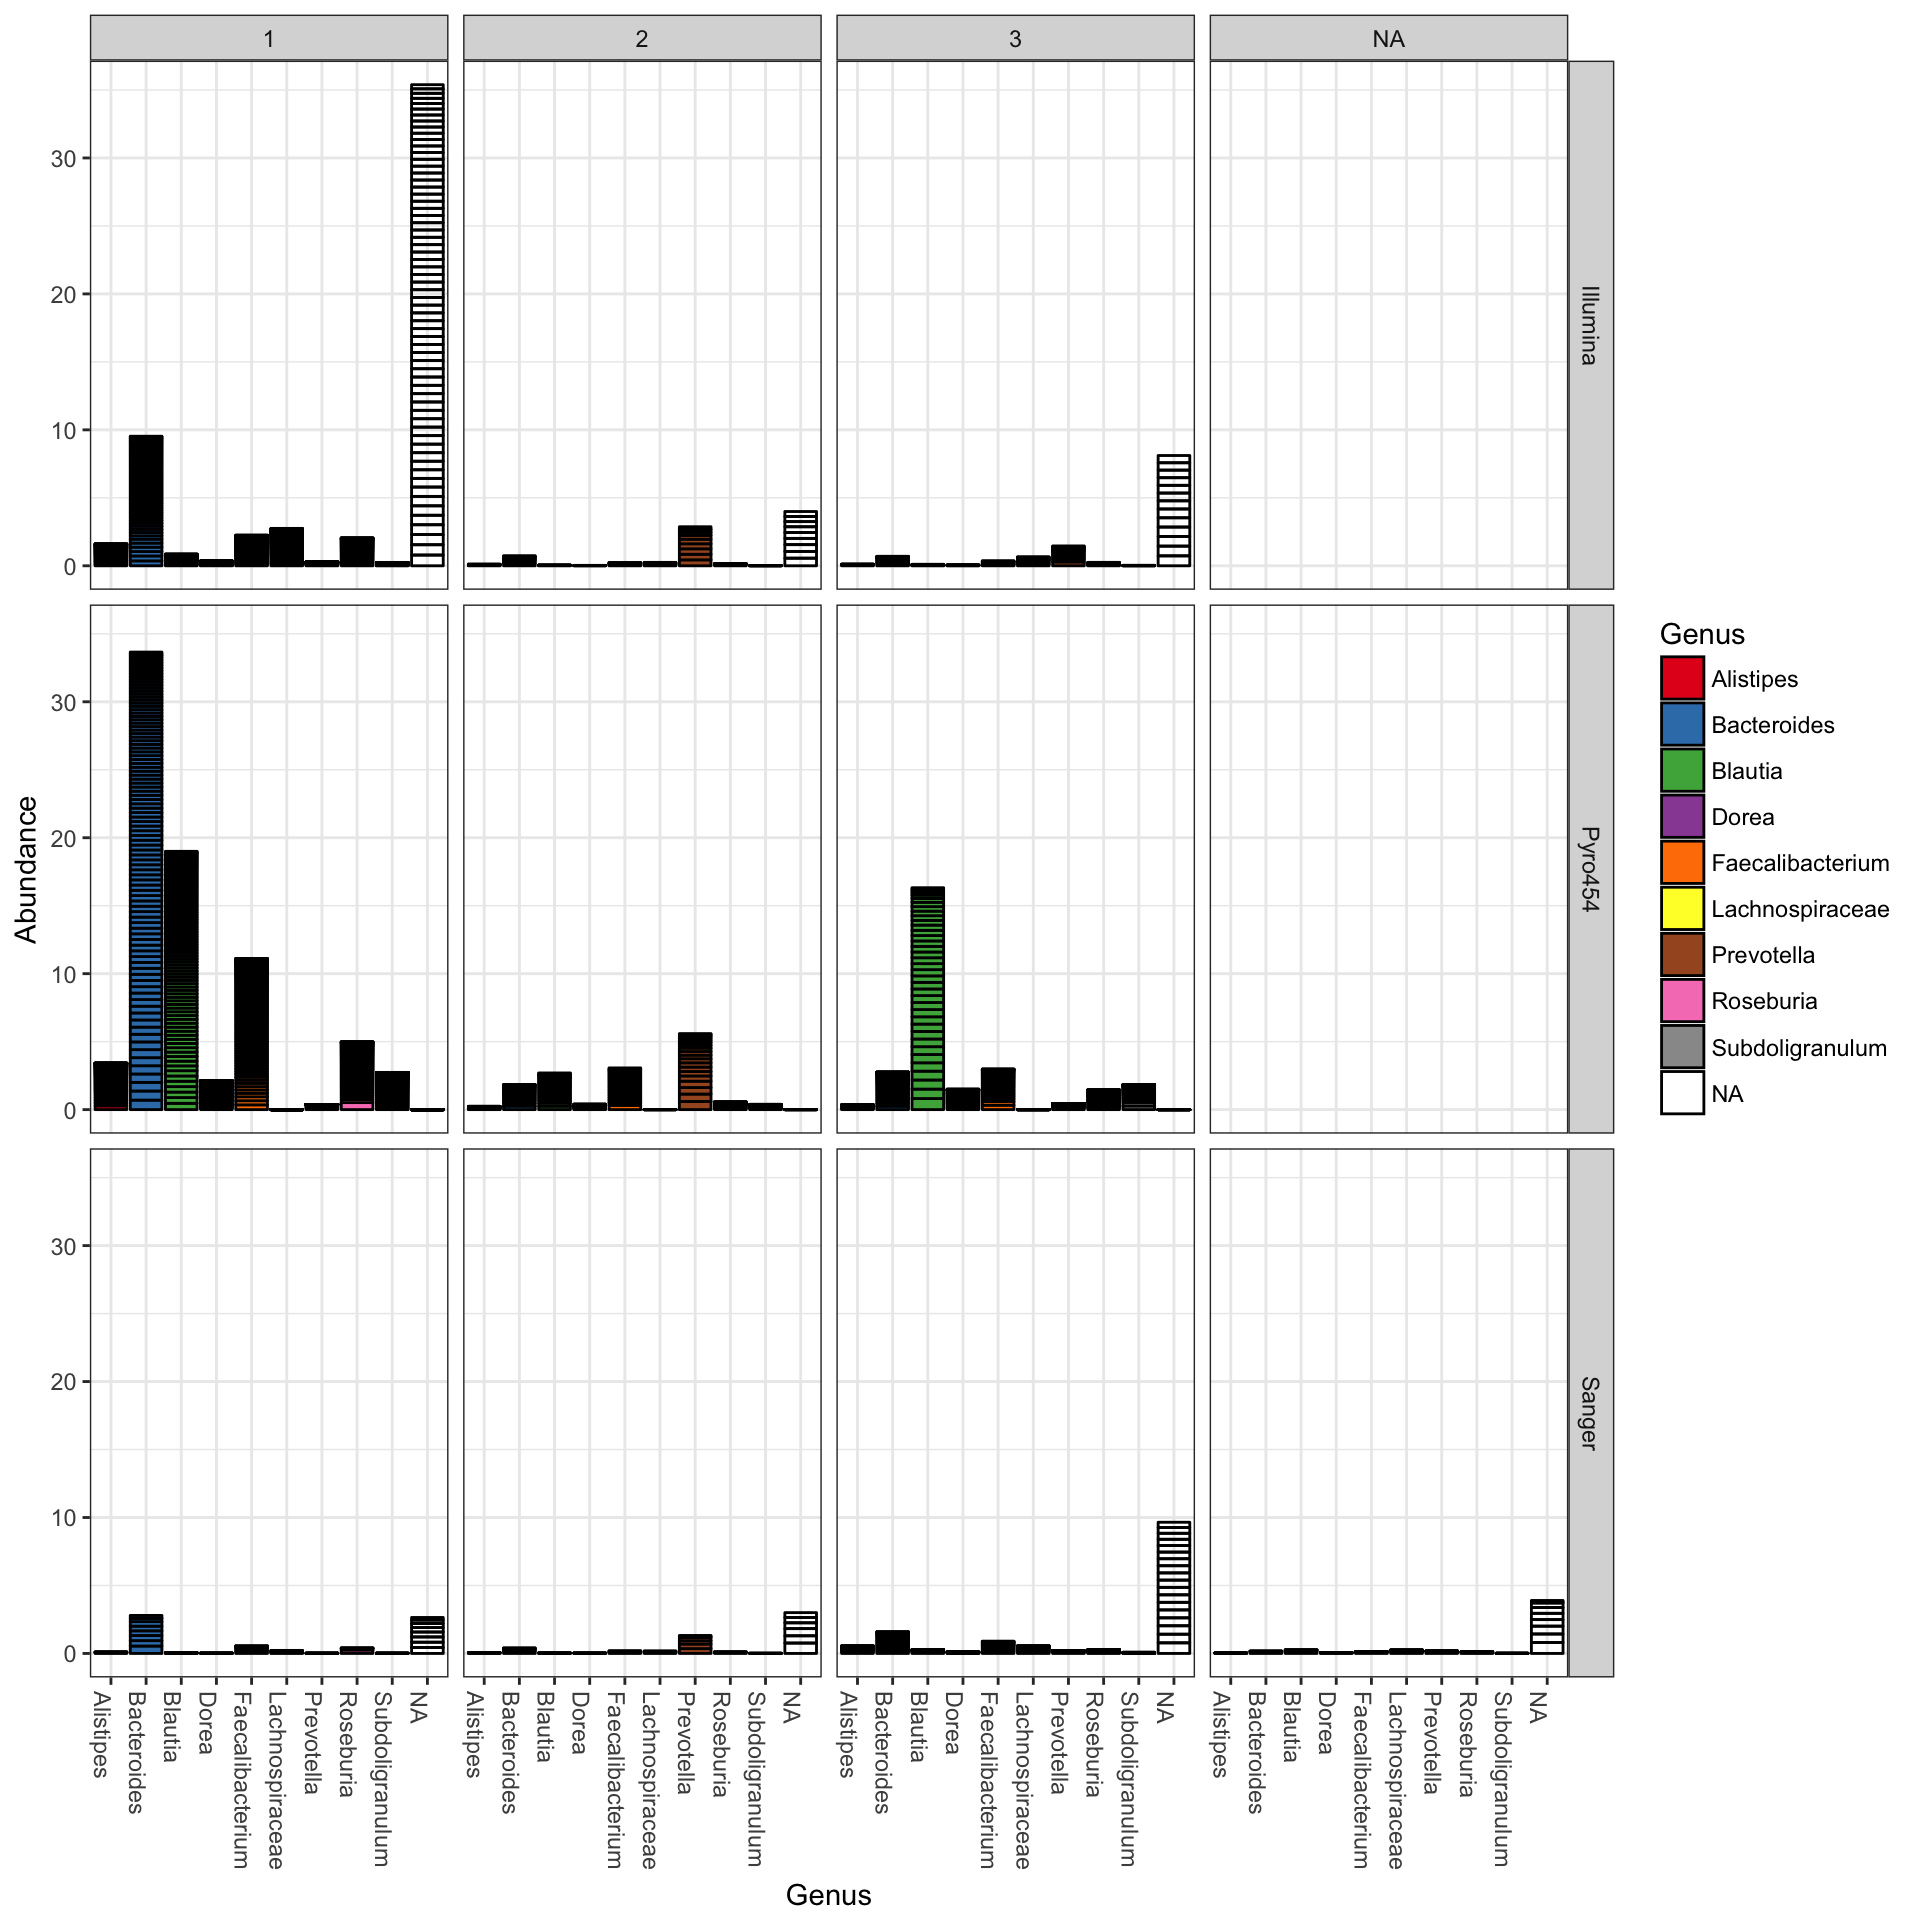 1 2 3 NA
30
20
10
0
Illumina
30
20
10
0
Pyro454
30
20
10
0
Sanger
Abundance
Alistipes Bacteroides Blautia Dorea Faecalibacterium Lachnospiraceae Prevotella Roseburia Subdoligranulum NA
Alistipes Bacteroides Blautia Dorea Faecalibacterium Lachnospiraceae Prevotella Roseburia Subdoligranulum NA
Alistipes Bacteroides Blautia Dorea Faecalibacterium Lachnospiraceae Prevotella Roseburia Subdoligranulum NA
Alistipes Bacteroides Blautia Dorea Faecalibacterium Lachnospiraceae Prevotella Roseburia Subdoligranulum NA
Genus
Genus
Alistipes
Bacteroides
Blautia
Dorea
Faecalibacterium
Lachnospiraceae
Prevotella
Roseburia
Subdoligranulum
NA